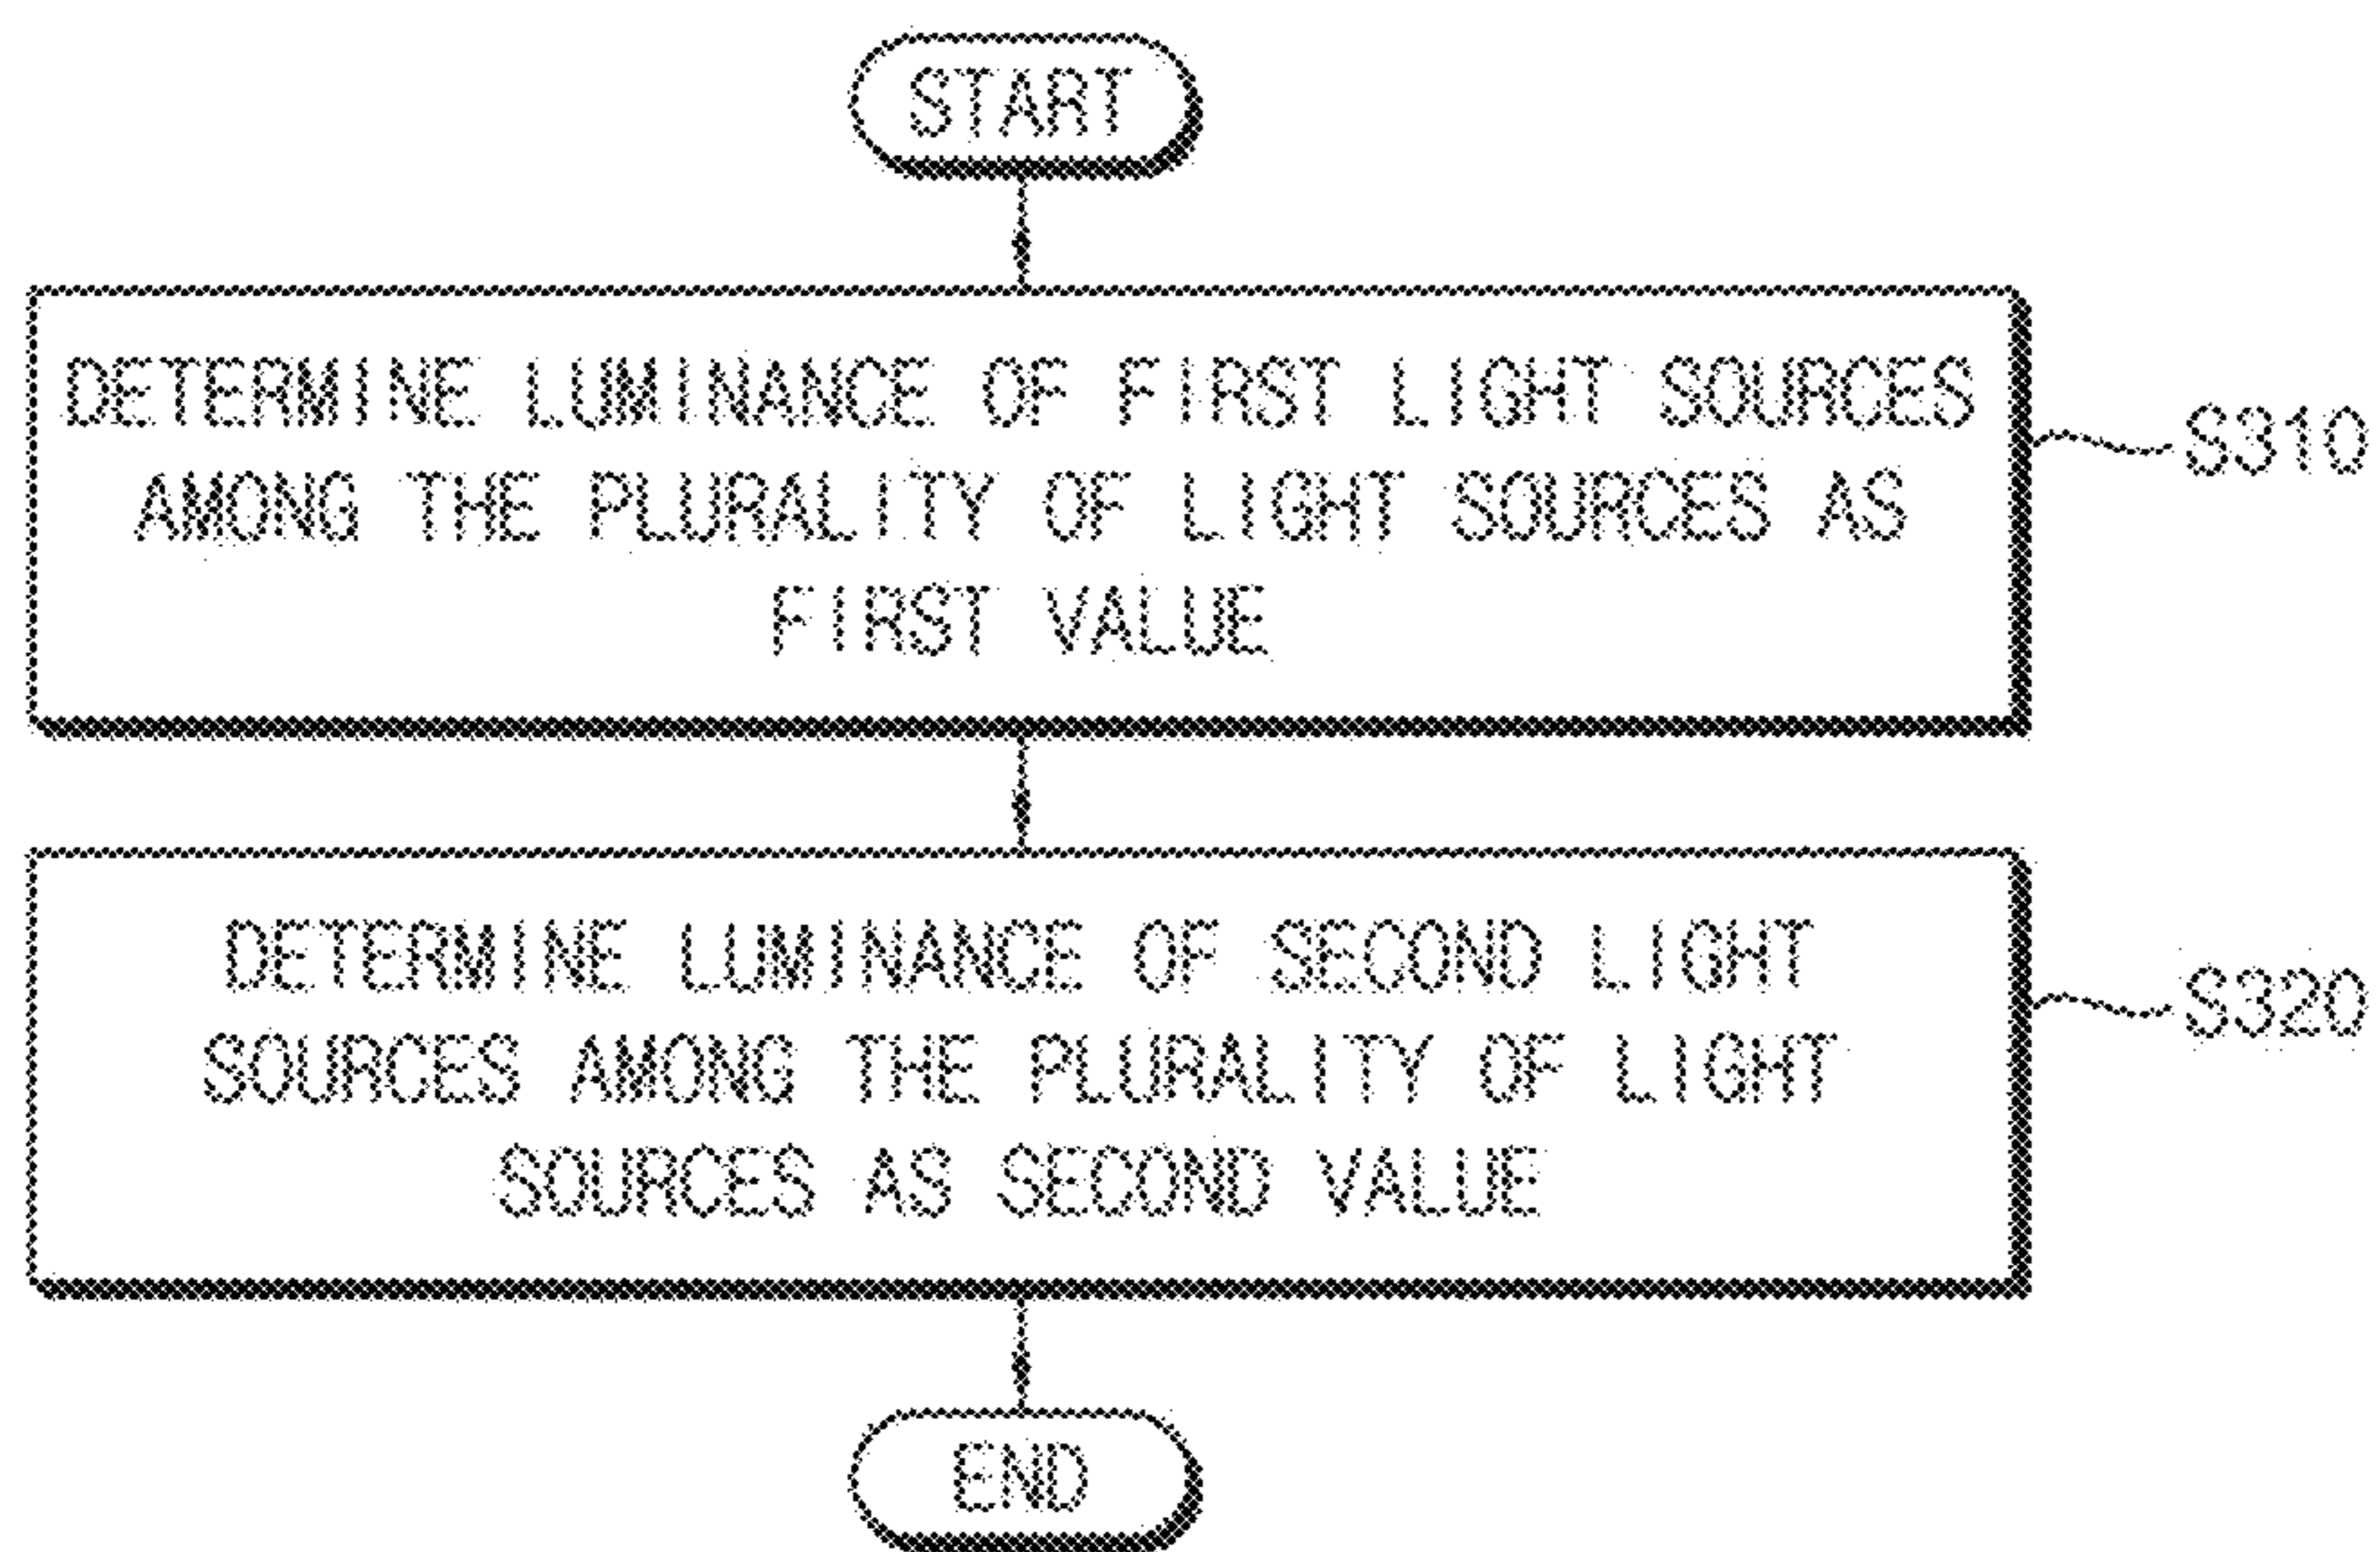 START
DETERMINE LUMINANCE OF FIRST LIGHT SOURCES
AMONG THE PLURALITY OF LIGHT SOURCES AS
FIRST VALUE
S310
DETERMINE LUMINANCE OF SECOND LIGHT
SOURCES AMONG THE PLURALITY OF LIGHT
SOURCES AS SECOND VALUE
S320
END